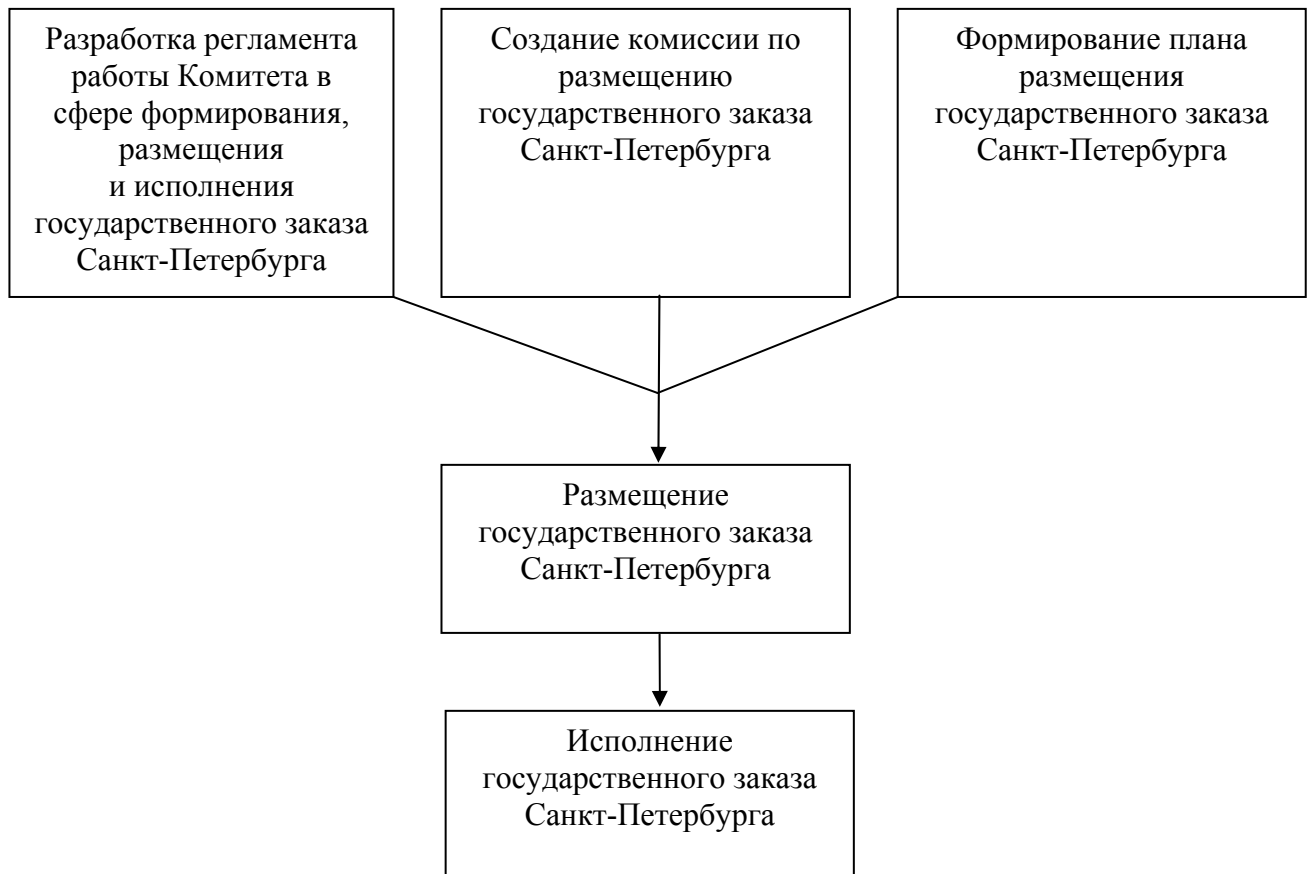 Разработка регламента
работы Комитета в
сфере формирования,
размещения
и исполнения
государственного заказа
Санкт-Петербурга
Создание комиссии по
размещению
государственного заказа
Санкт-Петербурга
Формирование плана
размещения
государственного заказа
Санкт-Петербурга
Размещение
государственного заказа
Санкт-Петербурга
Исполнение
государственного заказа
Санкт-Петербурга